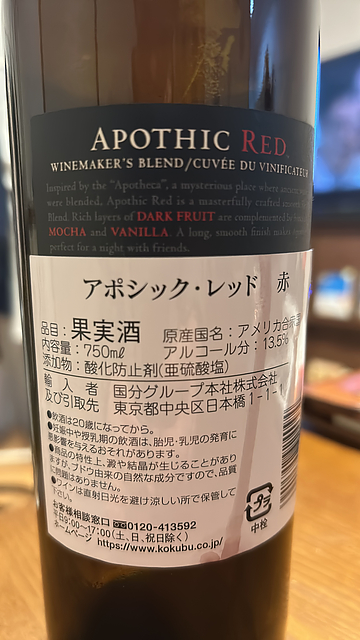 APOTHIC RED
WINEMAKER'S BLEND/CUVÉE DU VINIFICATEUR
Inspired by the "Apotheca", a mysterious place where
were blended, Apothic Red is a masterfully crafted
Blend. Rich layers of DARK FRUIT are complemented
MOCHA and VANILLA. A long, smooth finish makes
perfect for a night with friends.
アポシック・レッド 赤
品目：果実酒 原産国名：アメリカ合衆国
内容量：750mℓ アルコール分：13.5%
添加物：酸化防止剤(亜硫酸塩)
輸入者 国分グループ本社株式会社
及び引取先 東京都中央区日本橋1-1-1
●飲酒は20歳になってから。
●妊娠中や授乳期の飲酒は、胎児・乳児の発育に
悪影響を与えるおそれがあります。
●商品の特性上、澱や結晶が生じることがあり
ますが、ブドウ由来の自然な成分ですので、品質
に問題はありません。
●ワインは直射日光を避け涼しい所で保管して
下さい。
お客様相談窓口 0120-413592
平日9:00～17:00(土、日、祝日除く)
ホームページ https://www.kokubu.co.jp/
プラ
中栓